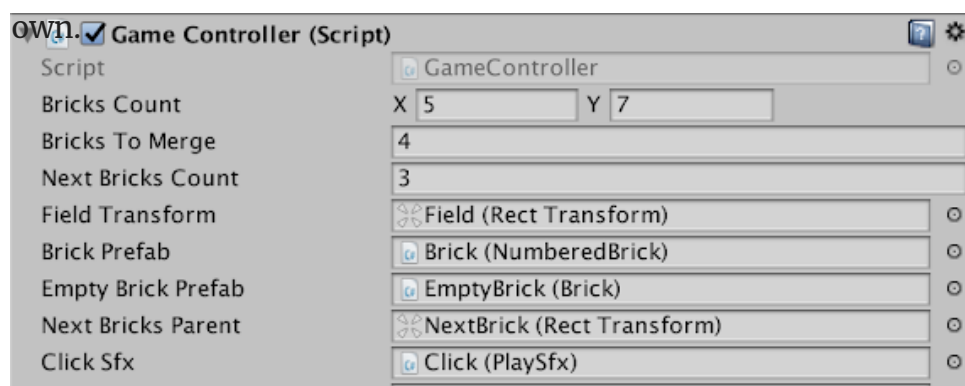 own.
Game Controller (Script)
Script GameController
Bricks Count X 5 Y 7
Bricks To Merge 4
Next Bricks Count 3
Field Transform Field (Rect Transform)
Brick Prefab Brick (NumberedBrick)
Empty Brick Prefab EmptyBrick (Brick)
Next Bricks Parent NextBrick (Rect Transform)
Click Sfx Click (PlaySfx)